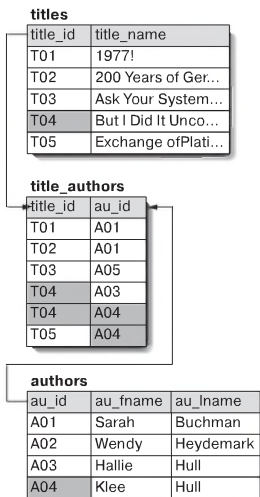 titles
title_id title_name
T01 1977!
T02 200 Years of Ger...
T03 Ask Your System...
T04 But I Did It Unco...
T05 Exchange ofPlati...
title_authors
title_id au_id
T01 A01
T02 A01
T03 A05
T04 A03
T04 A04
T05 A04
authors
au_id au_fname au_lname
A01 Sarah Buchman
A02 Wendy Heydemark
A03 Hallie Hull
A04 Klee Hull